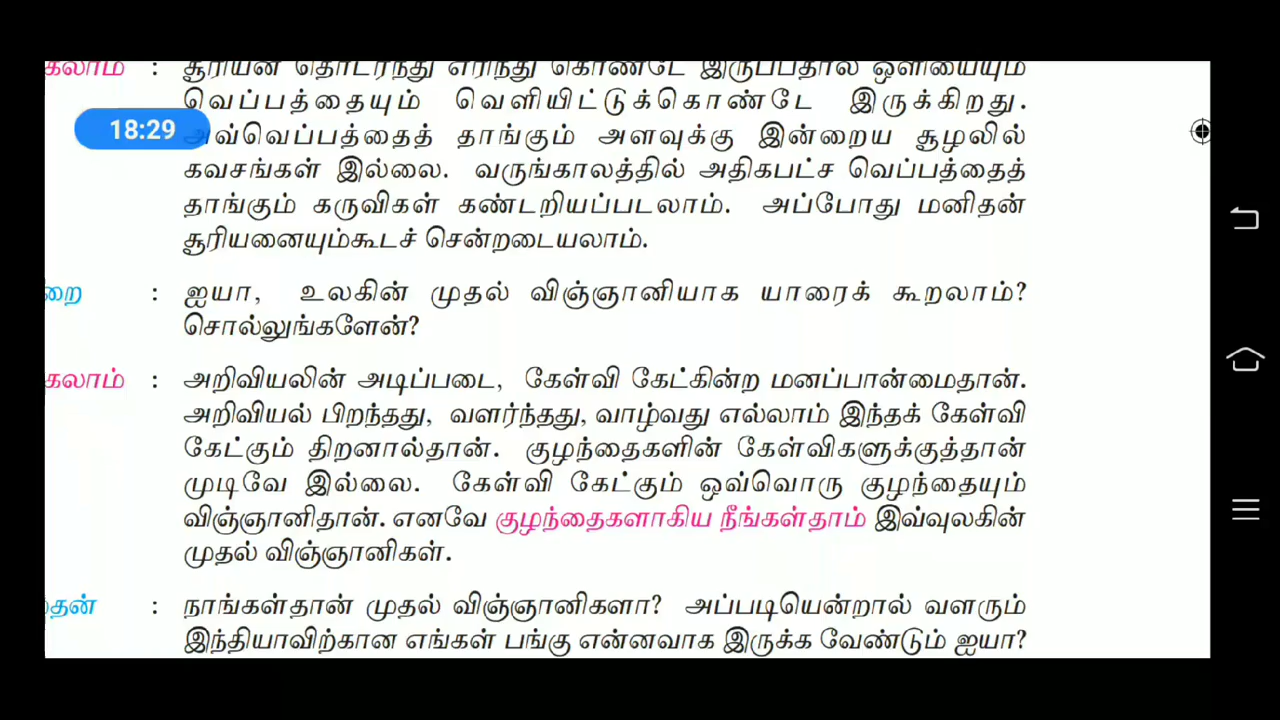 கலாம் : சூரியன் தொடர்ந்து எரிந்து கொண்டே இருப்பதால் ஒளியையும்
வெப்பத்தையும் வெளியிட்டுக்கொண்டே இருக்கிறது.
18:29
அவ்வெப்பத்தைத் தாங்கும் அளவுக்கு இன்றைய சூழலில்
கவசங்கள் இல்லை. வருங்காலத்தில் அதிகபட்ச வெப்பத்தைத்
தாங்கும் கருவிகள் கண்டறியப்படலாம். அப்போது மனிதன்
சூரியனையும்கூடச் சென்றடையலாம்.
றை : ஐயா, உலகின் முதல் விஞ்ஞானியாக யாரைக் கூறலாம்?
சொல்லுங்களேன்?
கலாம் : அறிவியலின் அடிப்படை, கேள்வி கேட்கின்ற மனப்பான்மைதான்.
அறிவியல் பிறந்தது, வளர்ந்தது, வாழ்வது எல்லாம் இந்தக் கேள்வி
கேட்கும் திறனால்தான். குழந்தைகளின் கேள்விகளுக்குத்தான்
முடிவே இல்லை. கேள்வி கேட்கும் ஒவ்வொரு குழந்தையும்
விஞ்ஞானிதான். எனவே குழந்தைகளாகிய நீங்கள்தாம் இவ்வுலகின்
முதல் விஞ்ஞானிகள்.
தன் : நாங்கள்தான் முதல் விஞ்ஞானிகளா? அப்படியென்றால் வளரும்
இந்தியாவிற்கான எங்கள் பங்கு என்னவாக இருக்க வேண்டும் ஐயா?